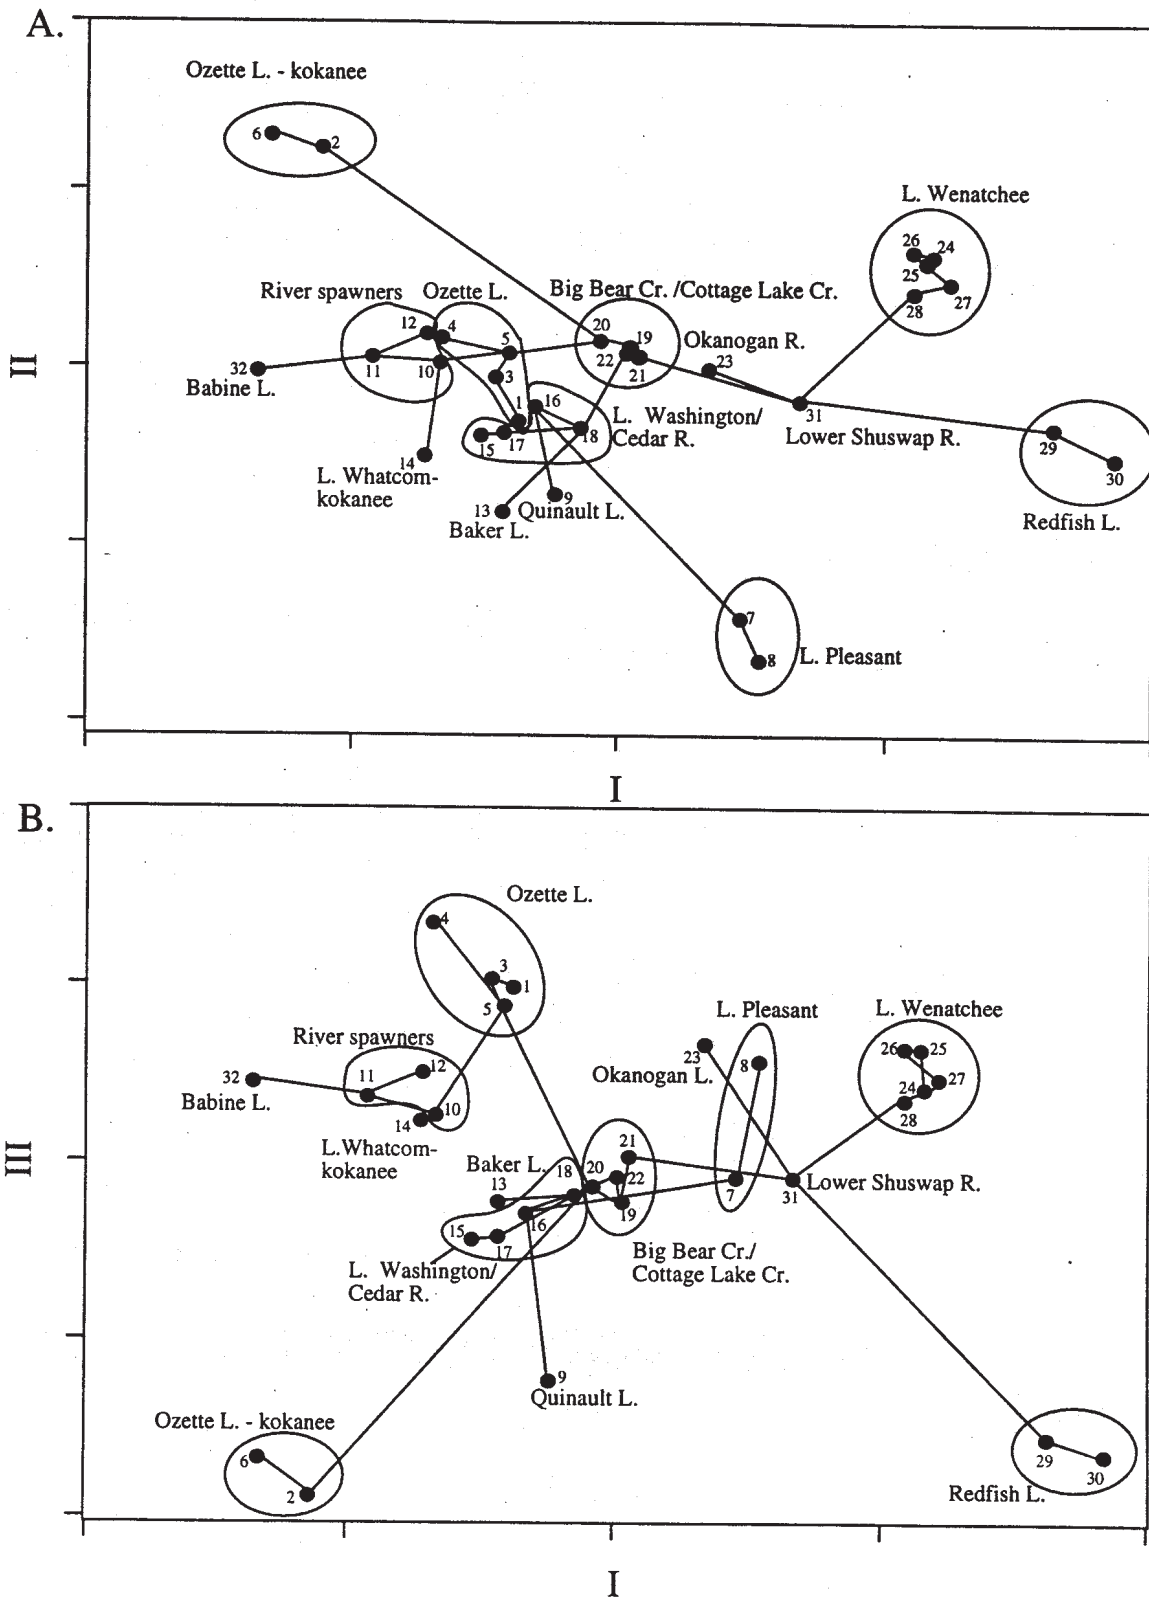 A.
Ozette L. - kokanee
6
2
L. Wenatchee
26
24
25
27
28
River spawners
Ozette L.
Big Bear Cr. /Cottage Lake Cr.
12
4
5
20
19
22
21
Okanogan R.
23
II
32
11
10
3
Babine L.
1
16
L. Washington/
Cedar R.
31
Lower Shuswap R.
15
17
18
29
30
14
L. Whatcom-
kokanee
9
13
Quinault L.
Baker L.
Redfish L.
7
8
L. Pleasant
I
B.
Ozette L.
4
3
1
5
L. Pleasant
L. Wenatchee
River spawners
12
11
32
Babine L.
10
14
23
8
Okanogan L.
26
25
27
24
28
L.Whatcom-
kokanee
III
Baker L.
18
20
21
22
13
7
31
Lower Shuswap R.
15
17
16
19
L. Washington/
Cedar R.
Big Bear Cr./
Cottage Lake Cr.
9
Quinault L.
Ozette L. - kokanee
6
2
29
30
Redfish L.
I